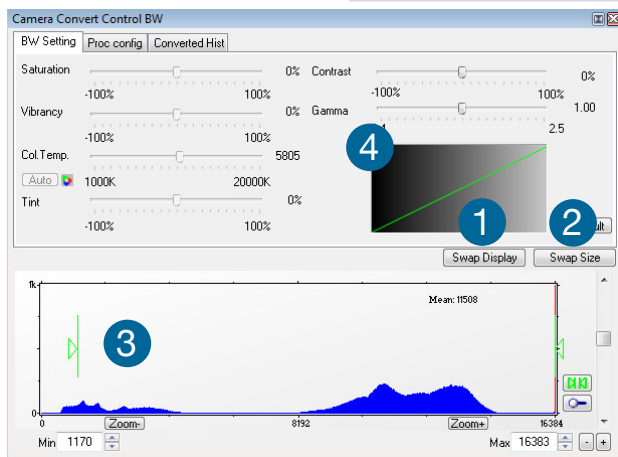 Camera Convert Control BW
BW Setting Proc config Converted Hist
Saturation 0% Contrast 0%
-100% 100% -100% 100%
Vibrancy 0% Gamma 1.00
-100% 100% 2.5
Col.Temp. 5805 4
Auto 1000K 20000K
Tint 0%
-100% 100% 1 2
Swap Display Swap Size
1k
Mean: 11508
3
0 Zoom- 8192 Zoom+ 16384
Min 1170 Max 16383 - +